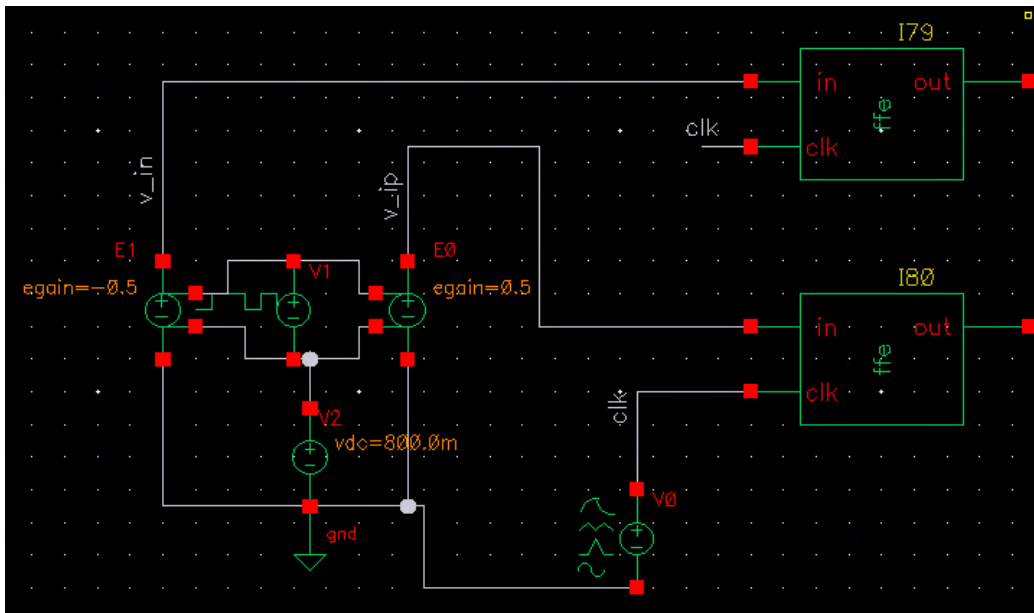 I79
in
out
ffe
clk
clk
v_in
v_ip
E1
V1
E0
egain=-0.5
egain=0.5
I80
in
out
ffe
clk
clk
V2
vdc=800.0m
V0
gnd